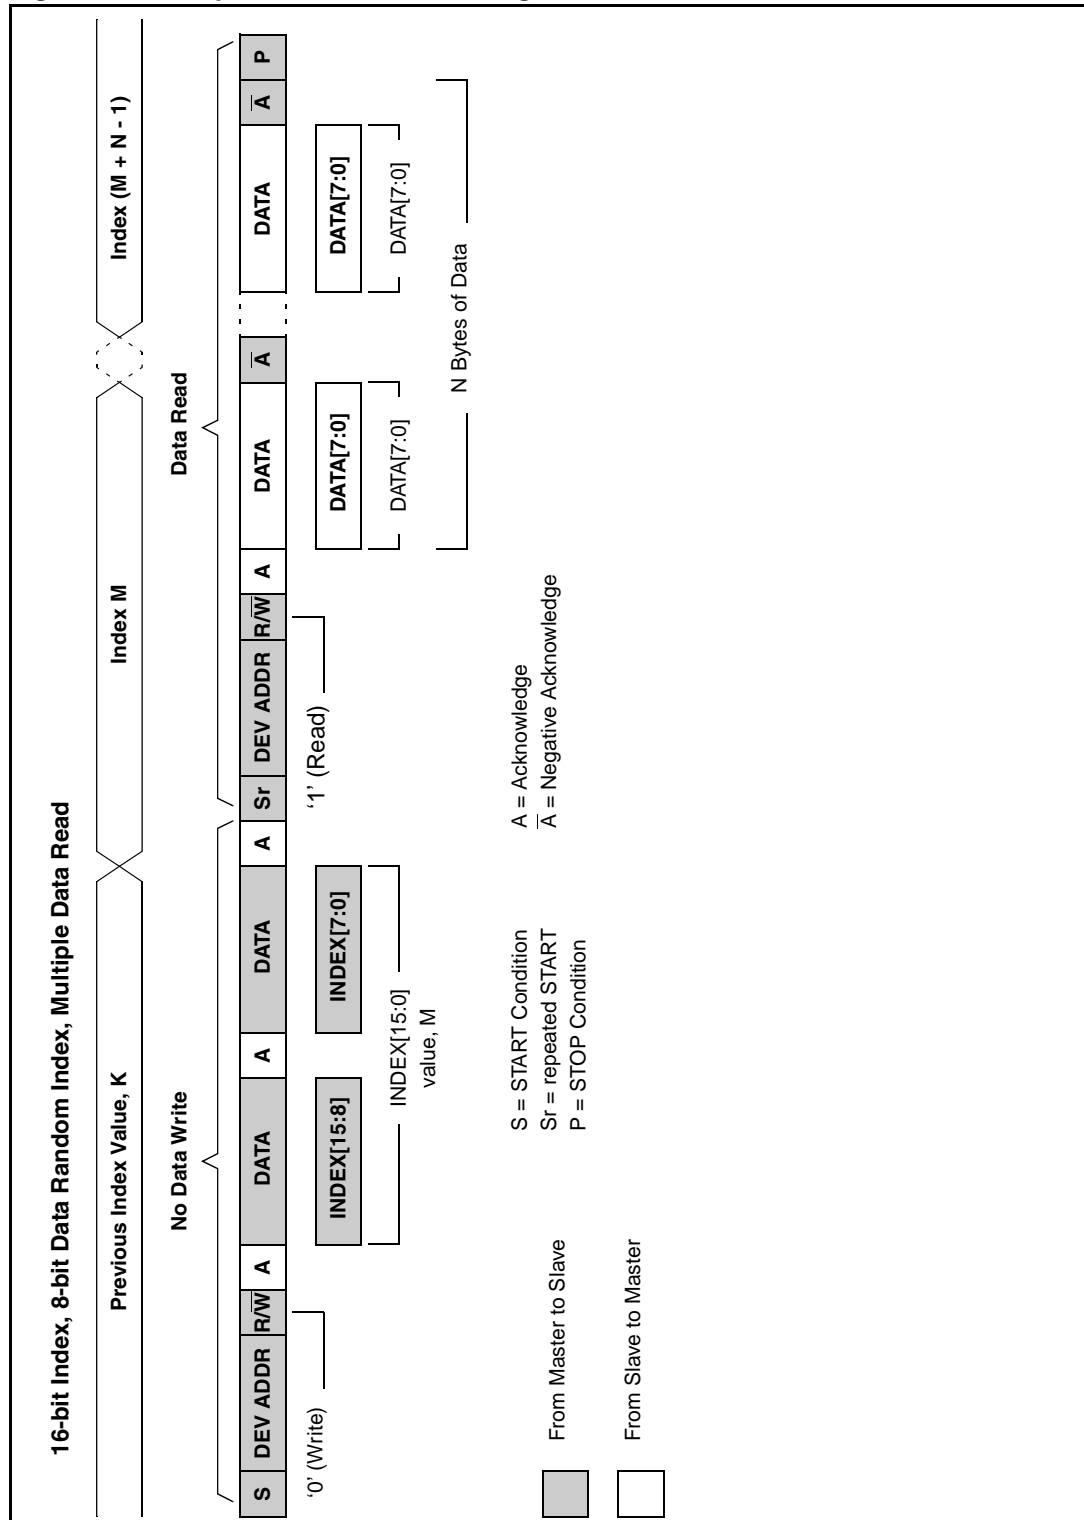 16-bit Index, 8-bit Data Random Index, Multiple Data Read
Previous Index Value, K Index M Index (M + N - 1)
No Data Write Data Read
S DEV ADDR R/W̅ A DATA A DATA A Sr DEV ADDR R/W̅ A DATA A̅ DATA A̅ P
'0' (Write) INDEX[15:8] INDEX[7:0] '1' (Read) DATA[7:0] DATA[7:0]
INDEX[15:0] DATA[7:0] DATA[7:0]
value, M
N Bytes of Data
S = START Condition A = Acknowledge
Sr = repeated START A̅ = Negative Acknowledge
P = STOP Condition
From Master to Slave
From Slave to Master